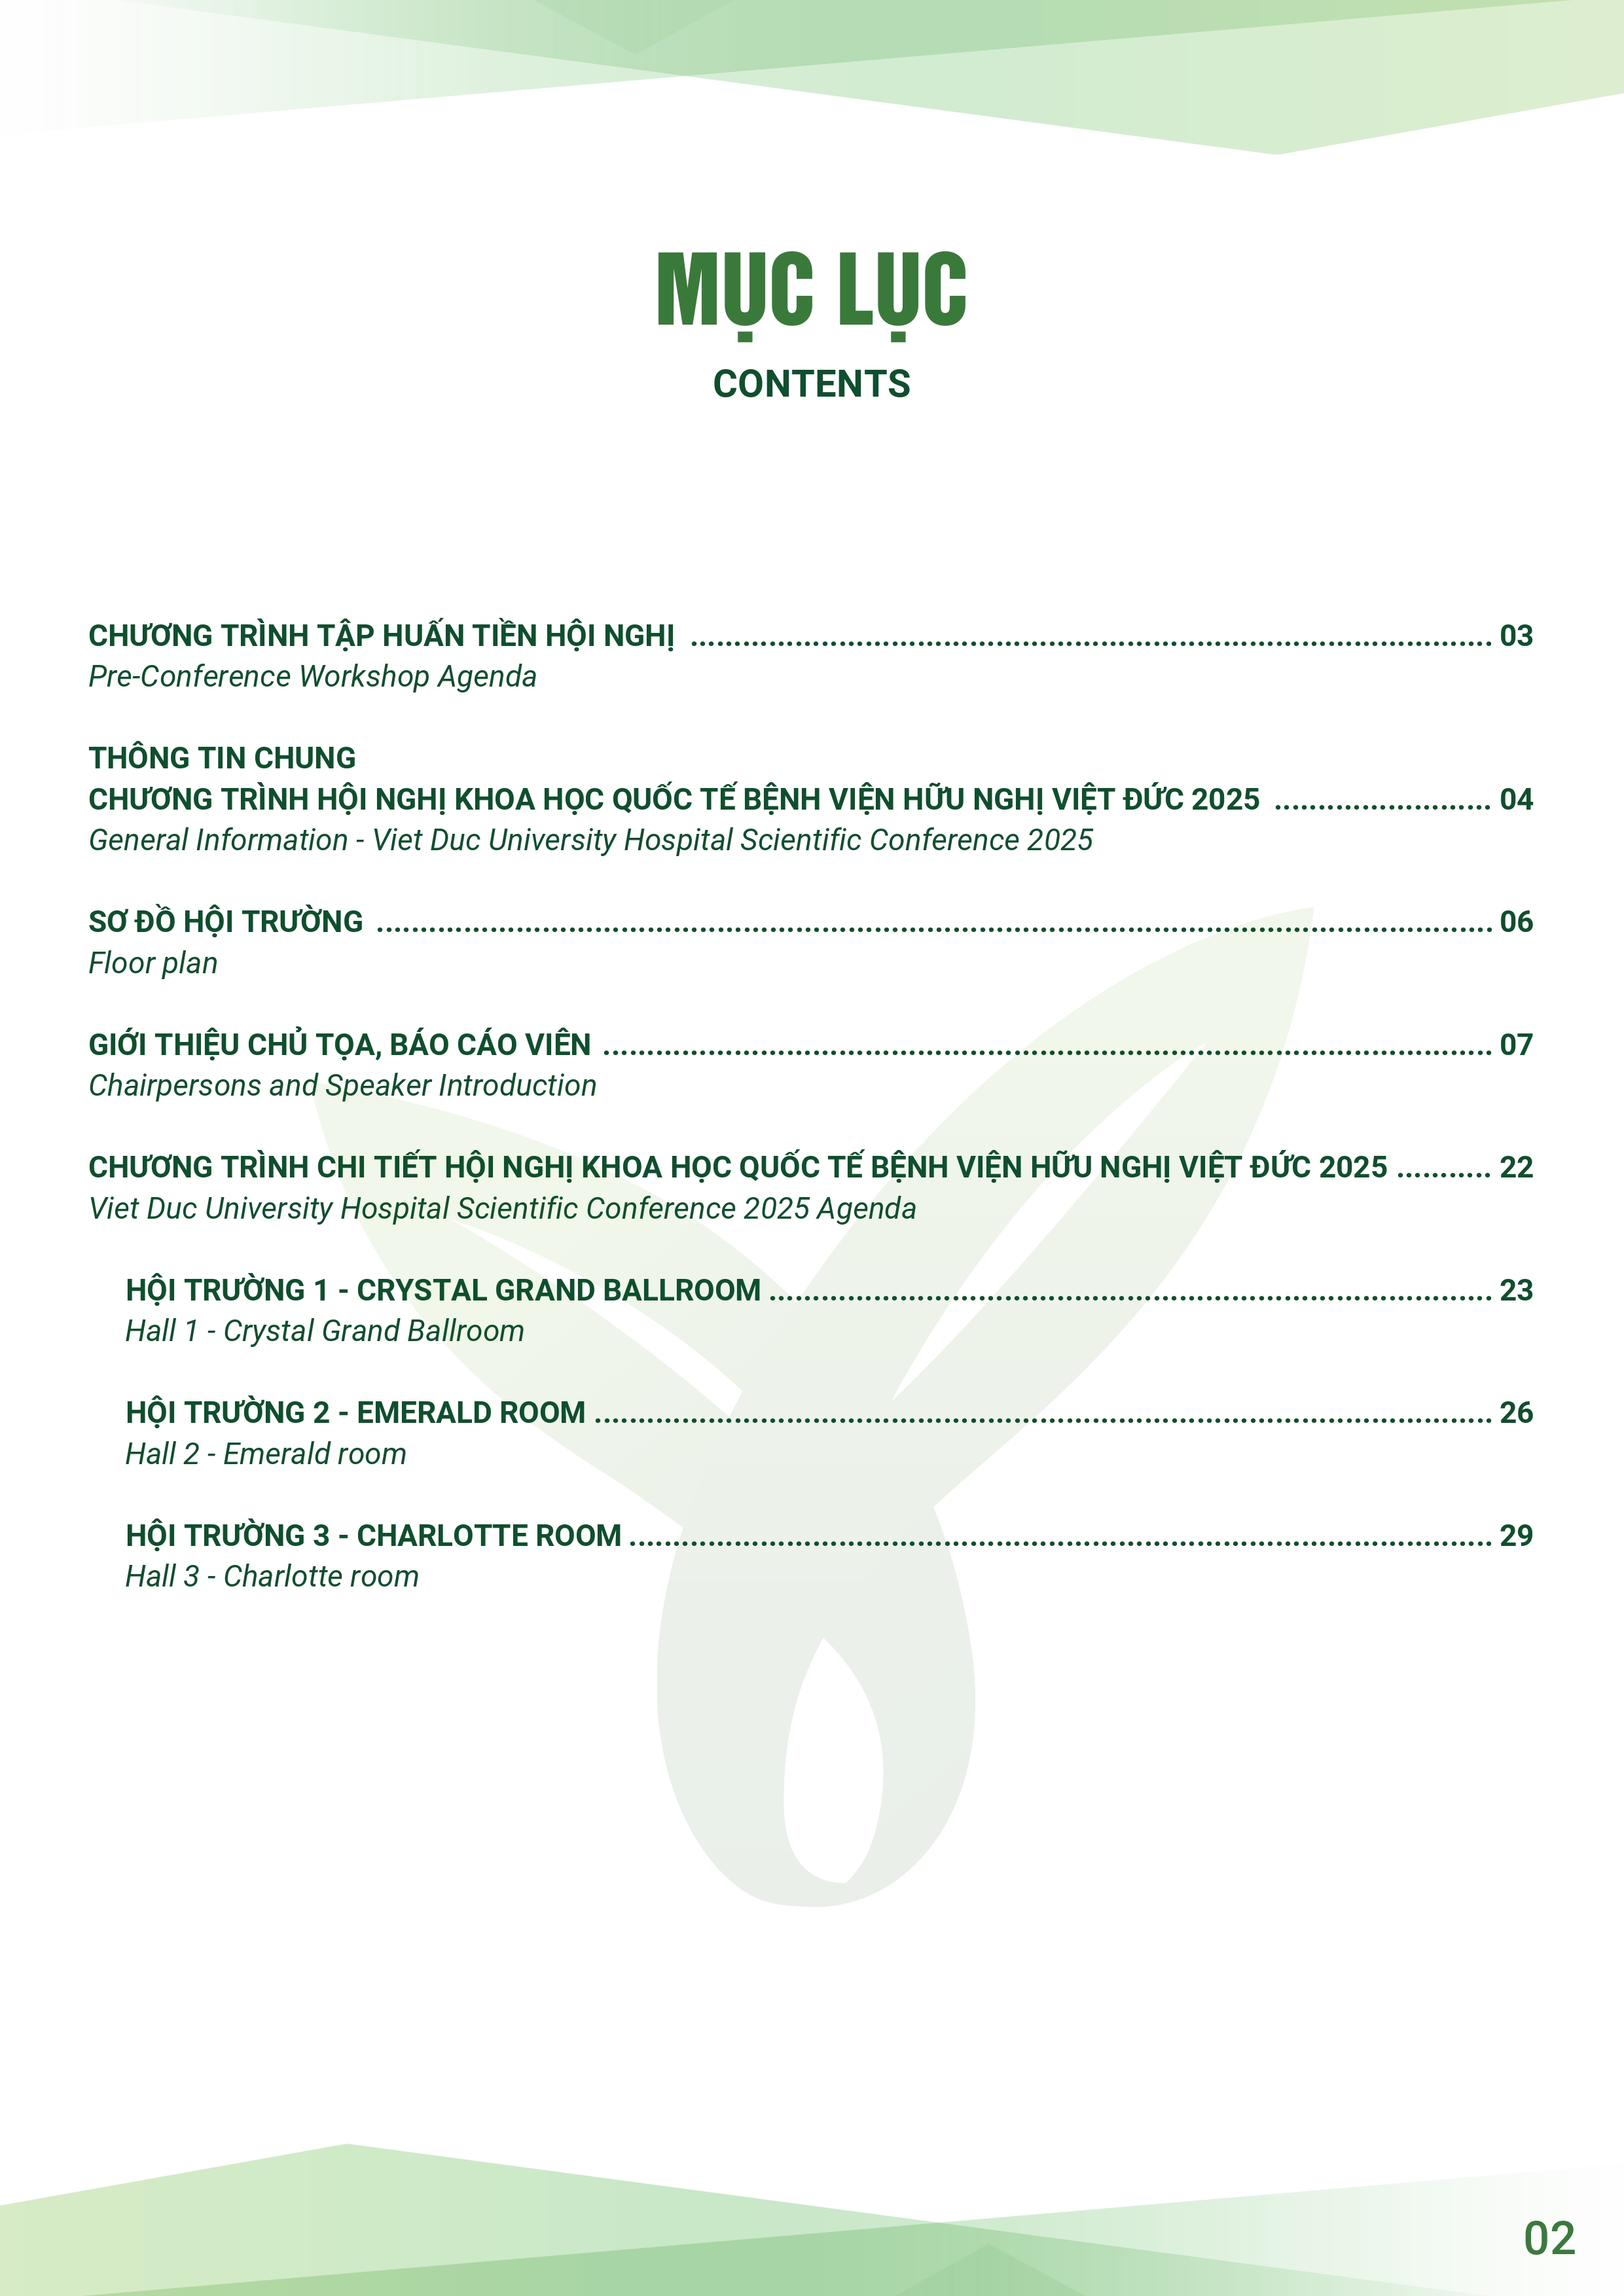 MỤC LỤC
CONTENTS
CHƯƠNG TRÌNH TẬP HUẤN TIỀN HỘI NGHỊ ........................................ 03
Pre-Conference Workshop Agenda
THÔNG TIN CHUNG
CHƯƠNG TRÌNH HỘI NGHỊ KHOA HỌC QUỐC TẾ BỆNH VIỆN HỮU NGHỊ VIỆT ĐỨC 2025 ......................... 04
General Information - Viet Duc University Hospital Scientific Conference 2025
SƠ ĐỒ HỘI TRƯỜNG ........................................ 06
Floor plan
GIỚI THIỆU CHỦ TỌA, BÁO CÁO VIÊN ........................................ 07
Chairpersons and Speaker Introduction
CHƯƠNG TRÌNH CHI TIẾT HỘI NGHỊ KHOA HỌC QUỐC TẾ BỆNH VIỆN HỮU NGHỊ VIỆT ĐỨC 2025 ........... 22
Viet Duc University Hospital Scientific Conference 2025 Agenda
HỘI TRƯỜNG 1 - CRYSTAL GRAND BALLROOM ........................................ 23
Hall 1 - Crystal Grand Ballroom
HỘI TRƯỜNG 2 - EMERALD ROOM ........................................ 26
Hall 2 - Emerald room
HỘI TRƯỜNG 3 - CHARLOTTE ROOM ........................................ 29
Hall 3 - Charlotte room
02